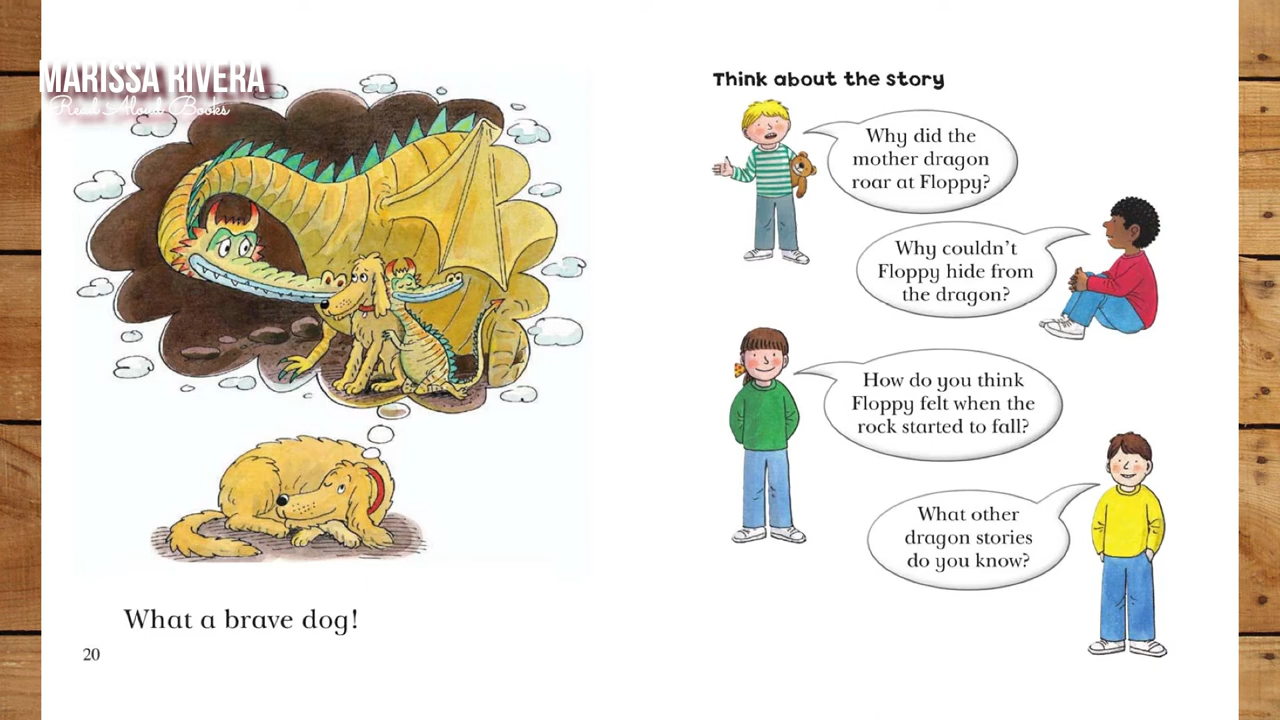 MARISSA RIVERA
Read Aloud Books
What a brave dog!
20
Think about the story
Why did the
mother dragon
roar at Floppy?
Why couldn't
Floppy hide from
the dragon?
How do you think
Floppy felt when the
rock started to fall?
What other
dragon stories
do you know?